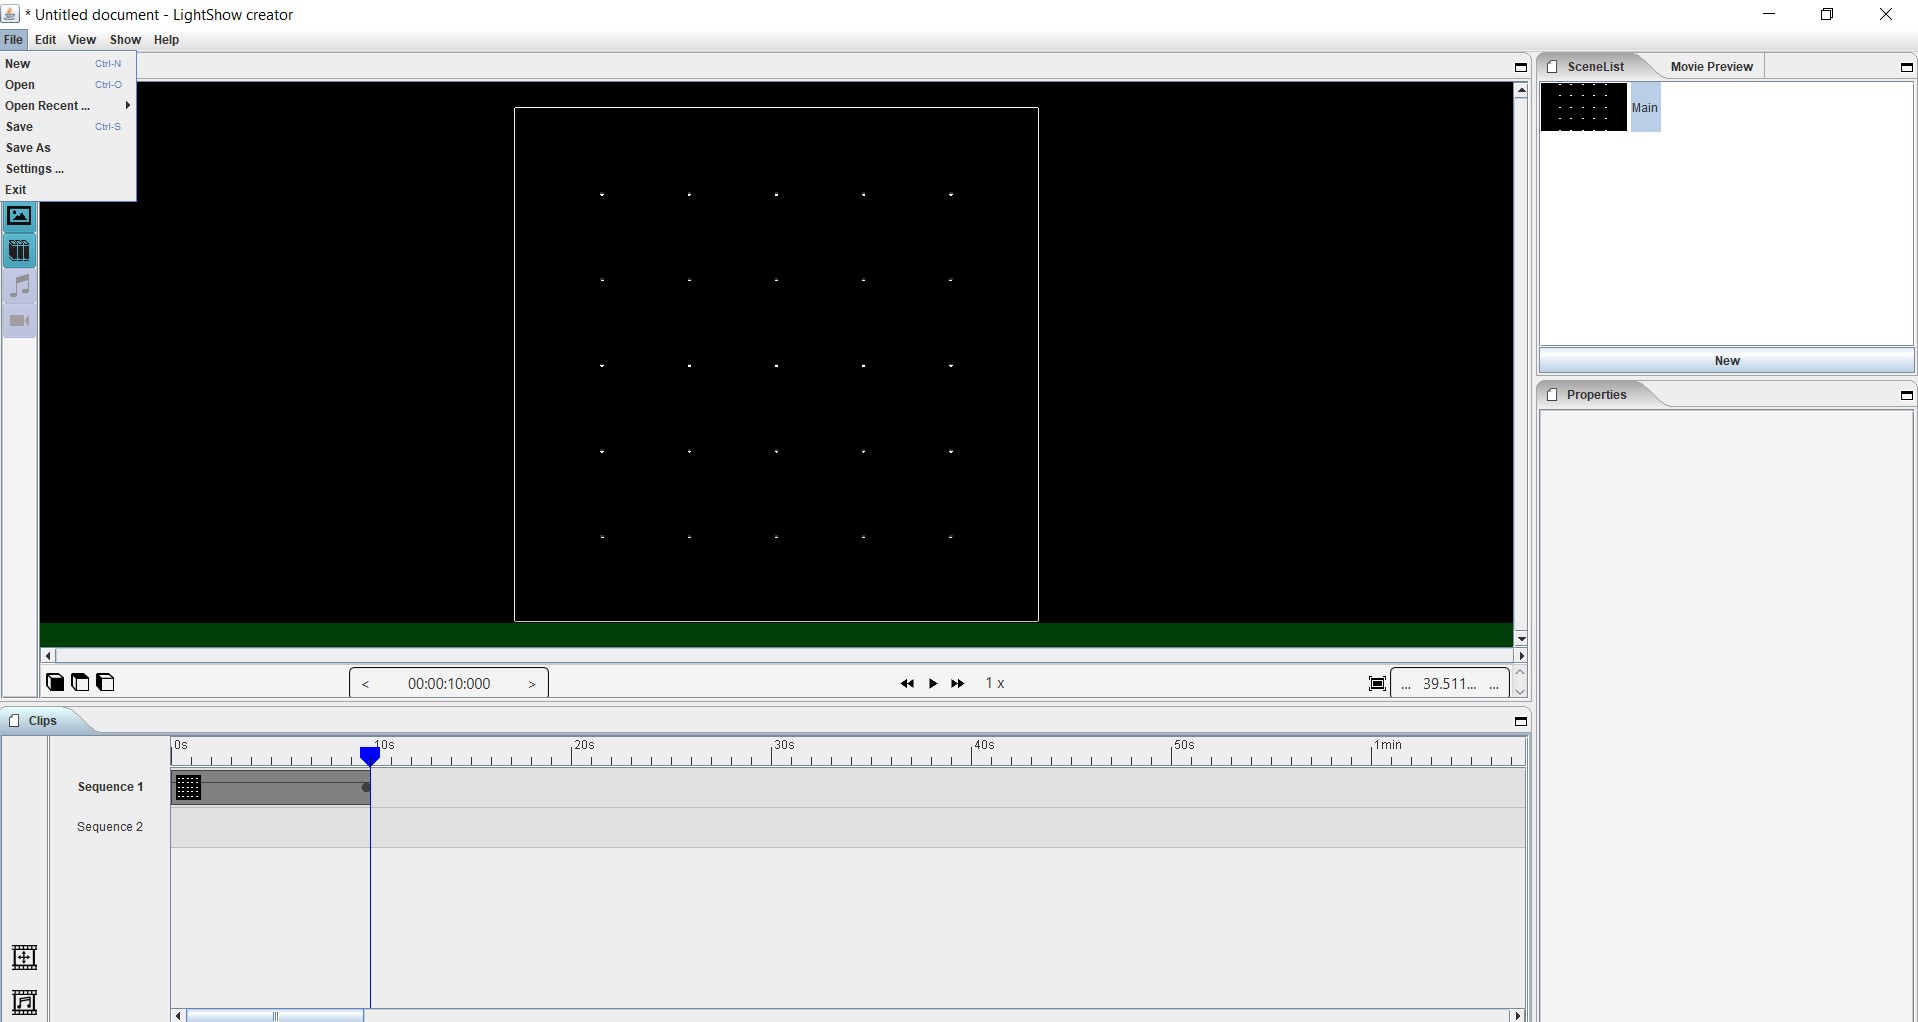 * Untitled document - LightShow creator
File Edit View Show Help
New Ctrl-N
Open Ctrl-O
Open Recent ...
Save Ctrl-S
Save As
Settings ...
Exit
SceneList Movie Preview
Main
New
Properties
< 00:00:10:000 >
1 x
... 39.511... ...
Clips
0s 10s 20s 30s 40s 50s 1min
Sequence 1
Sequence 2